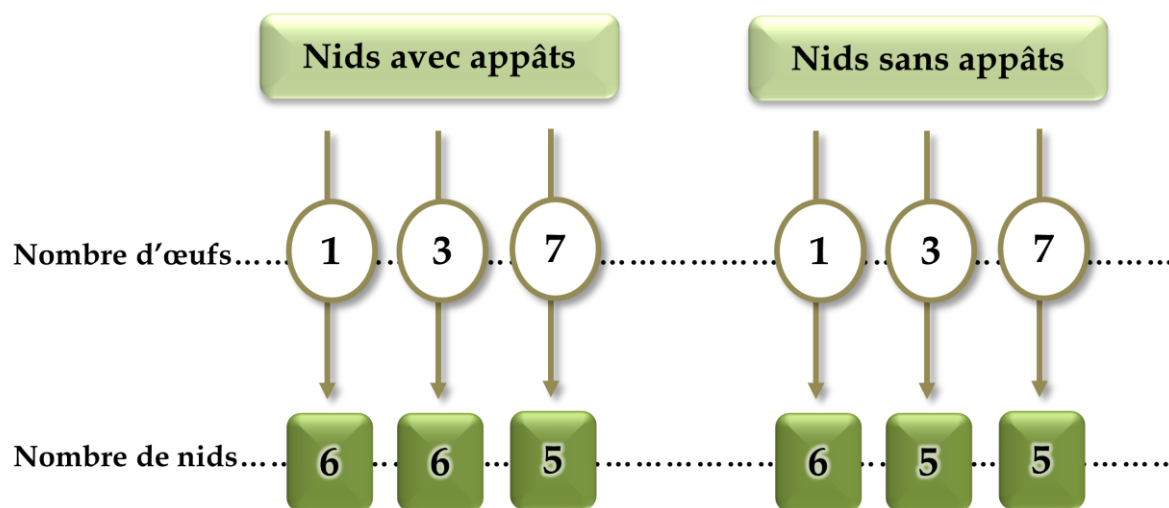 Nids avec appâts Nids sans appâts
Nombre d'œufs...... 1 ... 3 ... 7 ........................ 1 ... 3 ... 7 .........
Nombre de nids...... 6 ... 6 ... 5 ........................ 6 ... 5 ... 5 .........